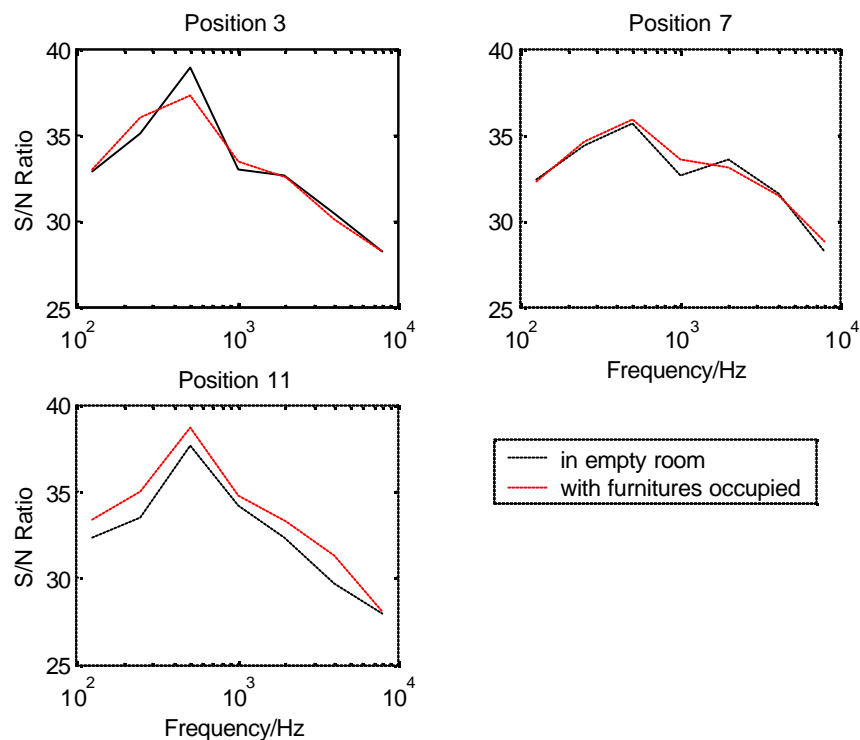 Position 3
40
35
30
25
S/N Ratio
10^2
10^3
10^4
Position 7
40
35
30
25
10^2
10^3
10^4
Frequency/Hz
Position 11
40
35
30
25
S/N Ratio
10^2
10^3
10^4
Frequency/Hz
in empty room
with furnitures occupied